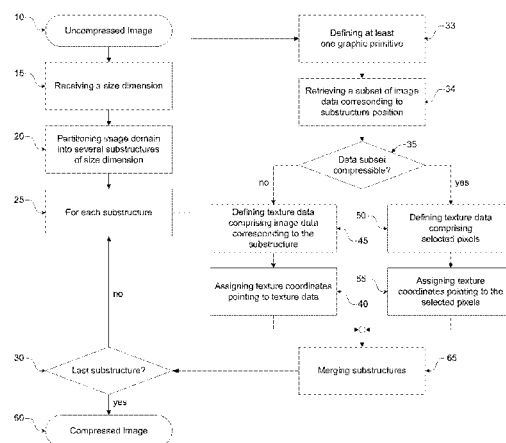 10
Uncompressed Image
15
Receiving a size dimension
20
Partitoning image domain
into several substructures
of size dimension
25
For each substructure
no
30
Last substructure?
yes
60
Compressed Image
Defining at least
one graphic primitive
33
Retrieving a subset of image
data corresonding to
substructure position
34
35
Data subset
compressible?
no
yes
Defining texture data
comprising image data
corresponding to the
substructure
45
50
Defining texture data
comprising
selected pixels
Assigning texture coordinates
pointing to texture data
40
55
Assigning texture
coordinates pointing to the
selected pixels
Merging substructures
65